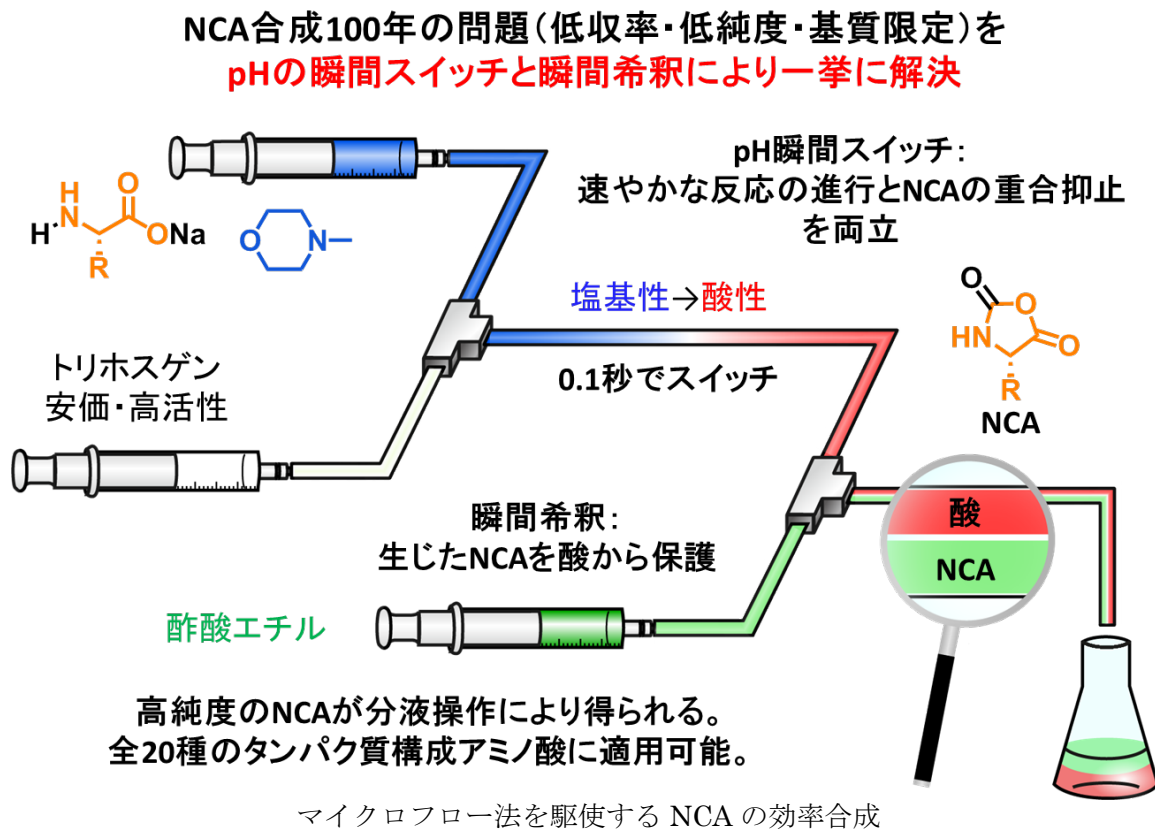 NCA合成100年の問題（低収率・低純度・基質限定）を
pHの瞬間スイッチと瞬間希釈により一挙に解決
pH瞬間スイッチ：
速やかな反応の進行とNCAの重合抑止
を両立
H
N
H
O
ONa
R
O
N
塩基性→酸性
0.1秒でスイッチ
O
O
HN
O
R
NCA
トリホスゲン
安価・高活性
瞬間希釈：
生じたNCAを酸から保護
酸
NCA
酢酸エチル
高純度のNCAが分液操作により得られる。
全20種のタンパク質構成アミノ酸に適用可能。
マイクロフロー法を駆使する NCA の効率合成